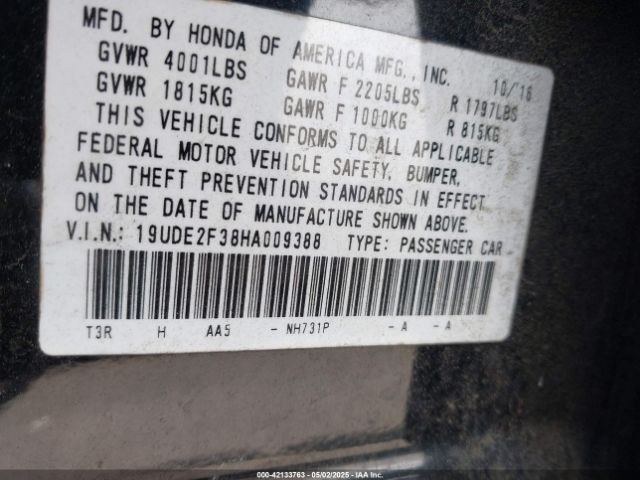 MFD. BY HONDA OF AMERICA MFG., INC. 10/16
GVWR 4001LBS GAWR F 2205LBS R 1797LBS
GVWR 1815KG GAWR F 1000KG R 815KG
THIS VEHICLE CONFORMS TO ALL APPLICABLE
FEDERAL MOTOR VEHICLE SAFETY, BUMPER,
AND THEFT PREVENTION STANDARDS IN EFFECT
ON THE DATE OF MANUFACTURE SHOWN ABOVE.
V.I.N.: 19UDE2F38HA009388 TYPE: PASSENGER CAR
T3R H AA5 - NH731P - A - A
000-42133763 - 05/02/2025 - IAA Inc.